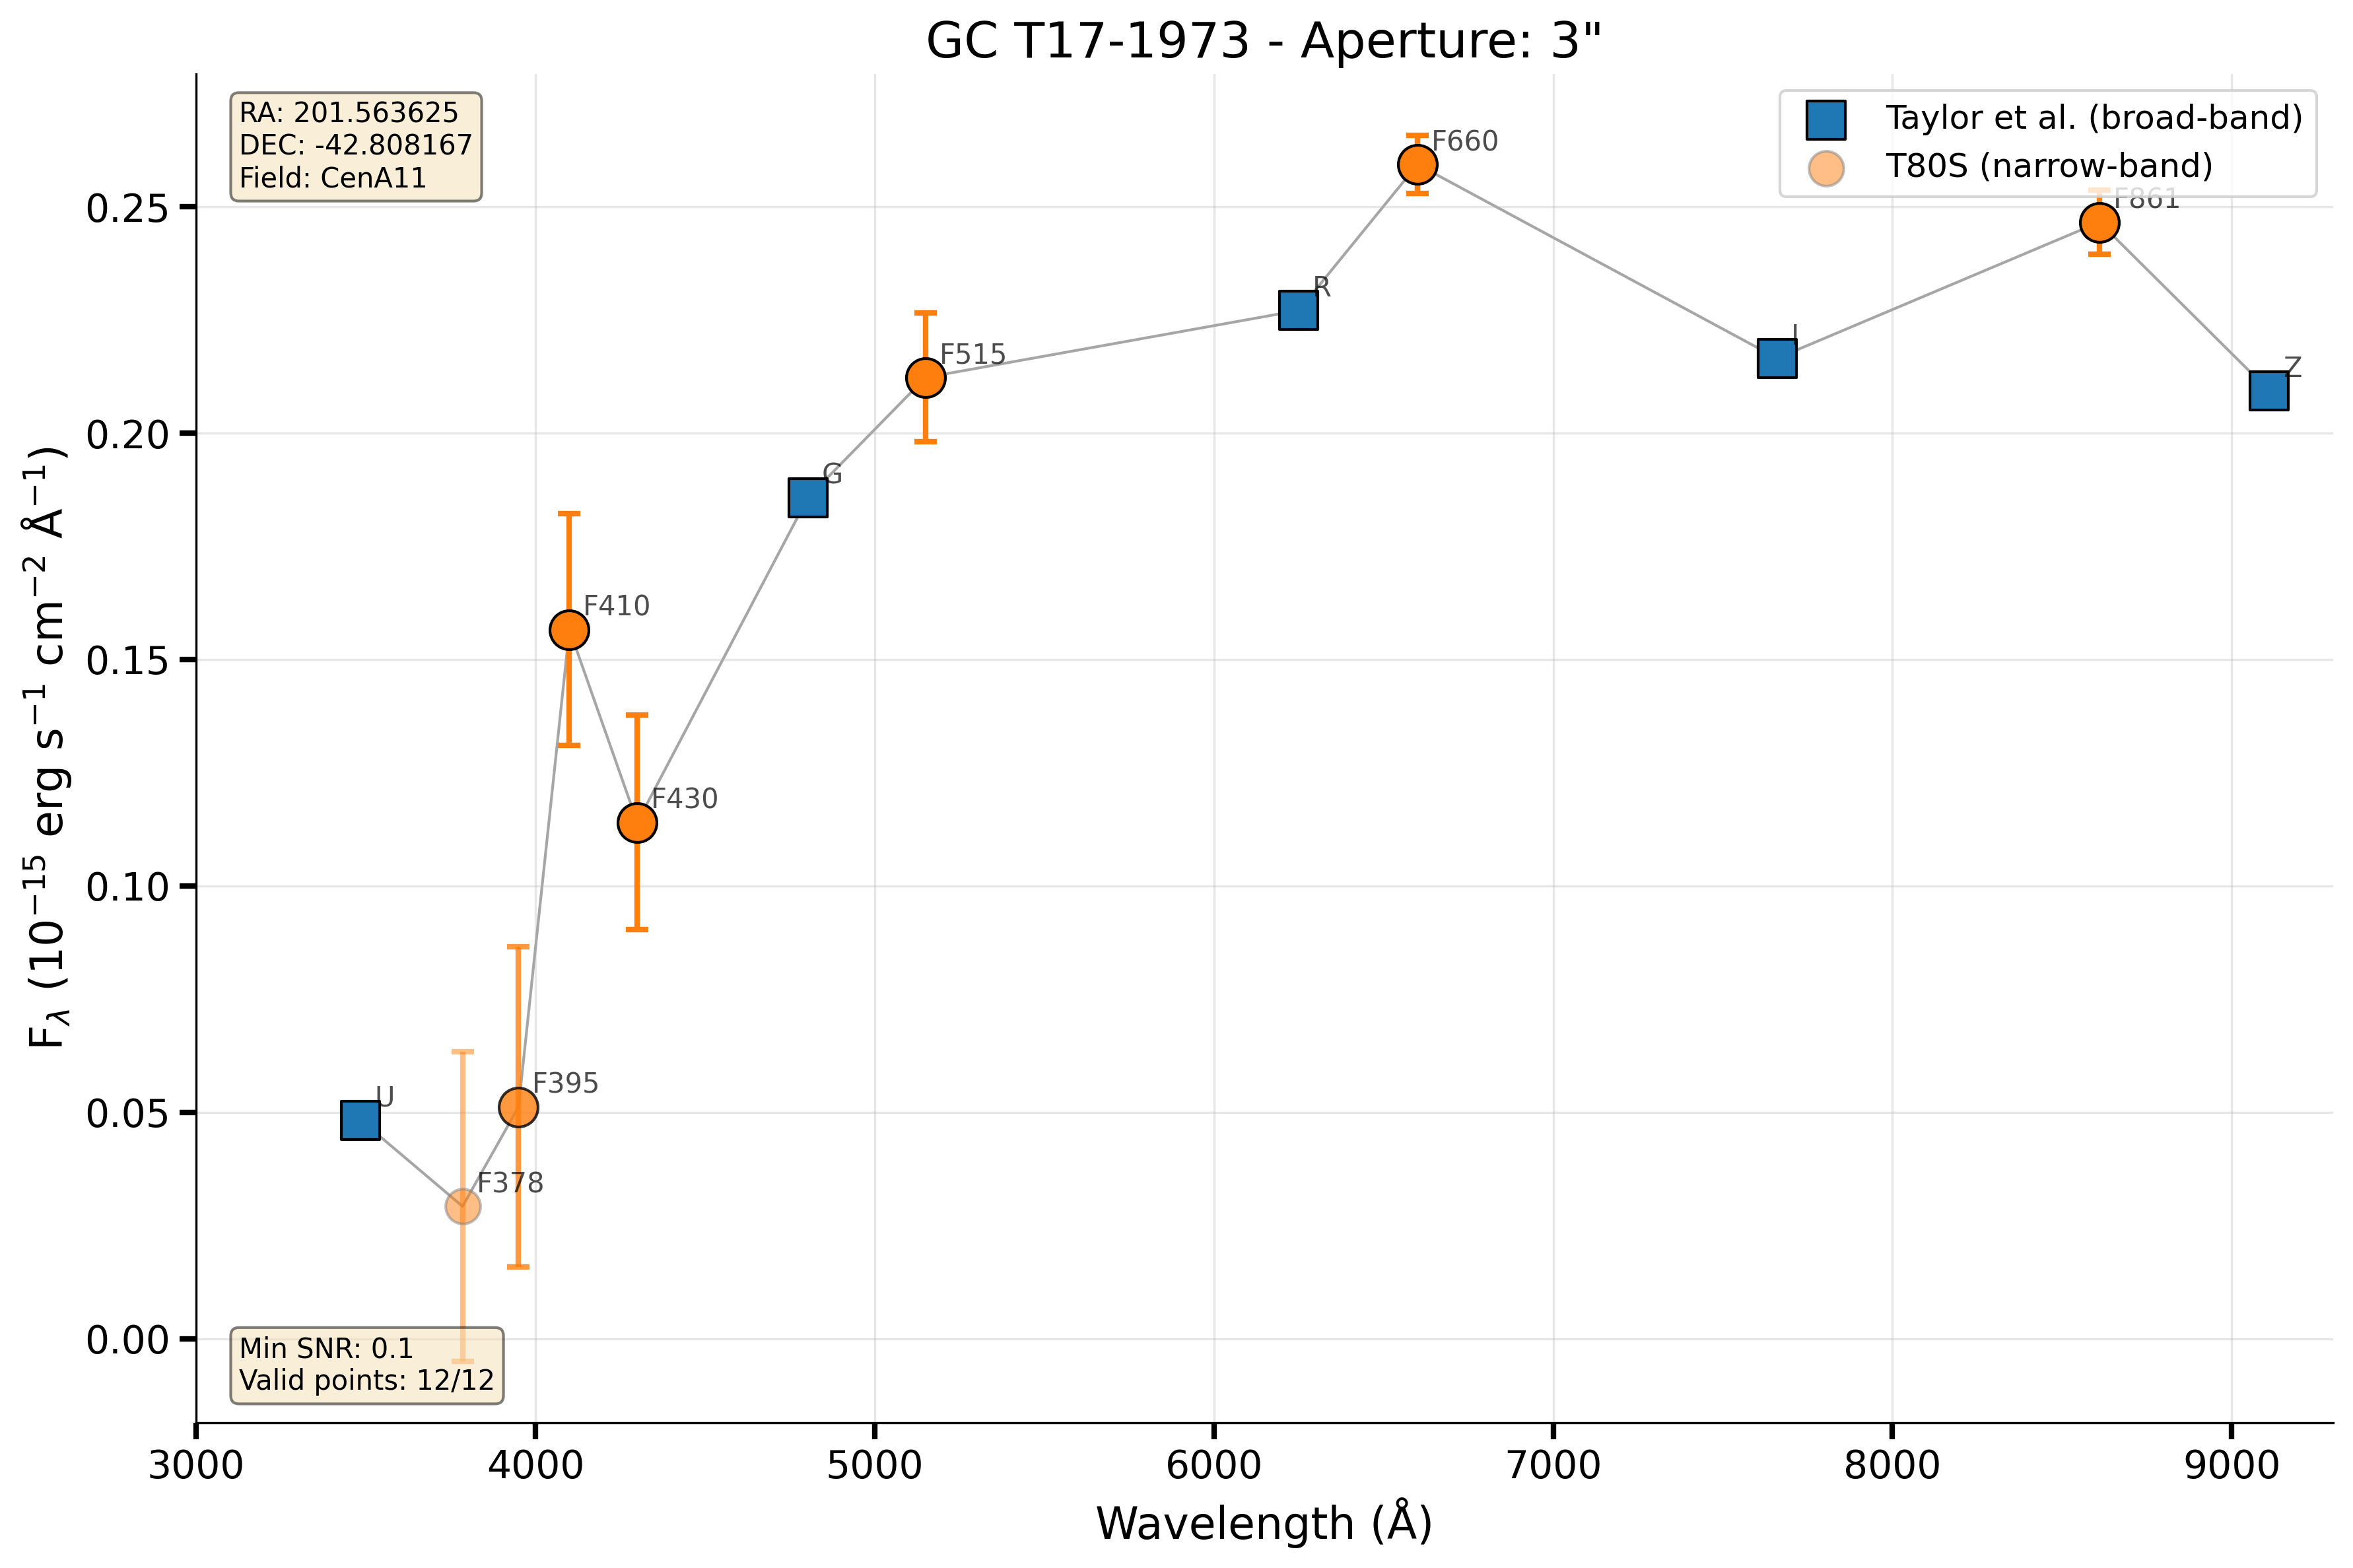 GC T17-1973 - Aperture: 3"
RA: 201.563625
DEC: -42.808167
Field: CenA11
Taylor et al. (broad-band)
T80S (narrow-band)
F660
F861
0.25
R
I
Z
F515
0.20
G
F410
0.15
F430
0.10
F395
U
0.05
F378
0.00
Min SNR: 0.1
Valid points: 12/12
3000 4000 5000 6000 7000 8000 9000
Wavelength (Å)
F_λ (10⁻¹⁵ erg s⁻¹ cm⁻² Å⁻¹)